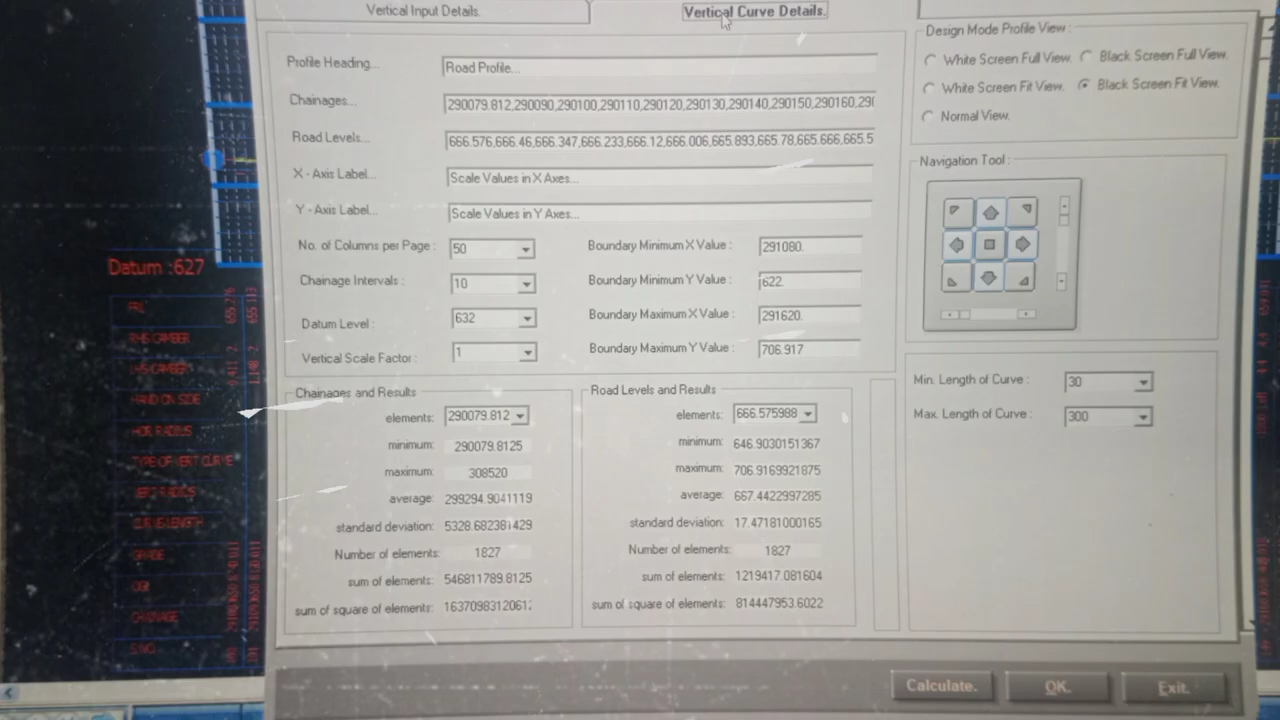 Vertical Input Details.
Vertical Curve Details.
Design Mode Profile View :
White Screen Full View.
Black Screen Full View.
White Screen Fit View.
Black Screen Fit View.
Normal View.
Profile Heading...
Road Profile...
Chainages...
290079.812,290090,290100,290110,290120,290130,290140,290150,290160,290
Road Levels...
666.576,666.46,666.347,666.233,666.12,666.006,665.893,665.78,665.666,665.5
X - Axis Label...
Scale Values in X Axes...
Y - Axis Label...
Scale Values in Y Axes...
Navigation Tool :
No. of Columns per Page :
50
Boundary Minimum X Value :
291080.
Chainage Intervals :
10
Boundary Minimum Y Value :
622.
Datum Level :
632
Boundary Maximum X Value :
291620.
Vertical Scale Factor :
1
Boundary Maximum Y Value :
706.917
Chainages and Results
elements:
290079.812
minimum:
290079.8125
maximum:
308520
average:
299294.9041119
standard deviation:
5328.682381429
Number of elements:
1827
sum of elements:
546811789.8125
sum of square of elements:
Road Levels and Results
elements:
666.575988
minimum:
646.9030151367
maximum:
706.9169921875
average:
667.4422997285
standard deviation:
17.47181000165
Number of elements:
1827
sum of elements:
1219417.081604
sum of square of elements:
814447953.6022
Min. Length of Curve :
30
Max. Length of Curve :
300
Calculate.
OK.
Exit.
Datum :627
FRL
RHS CAMBER
LHS CAMBER
HAND ON SIDE
HOR.RADIUS
TYPE OF VERT CURVE
VERT RADIUS
CURVE LENGTH
GRADE
OGL
CHAINAGE
S.NO
655.276
655.113